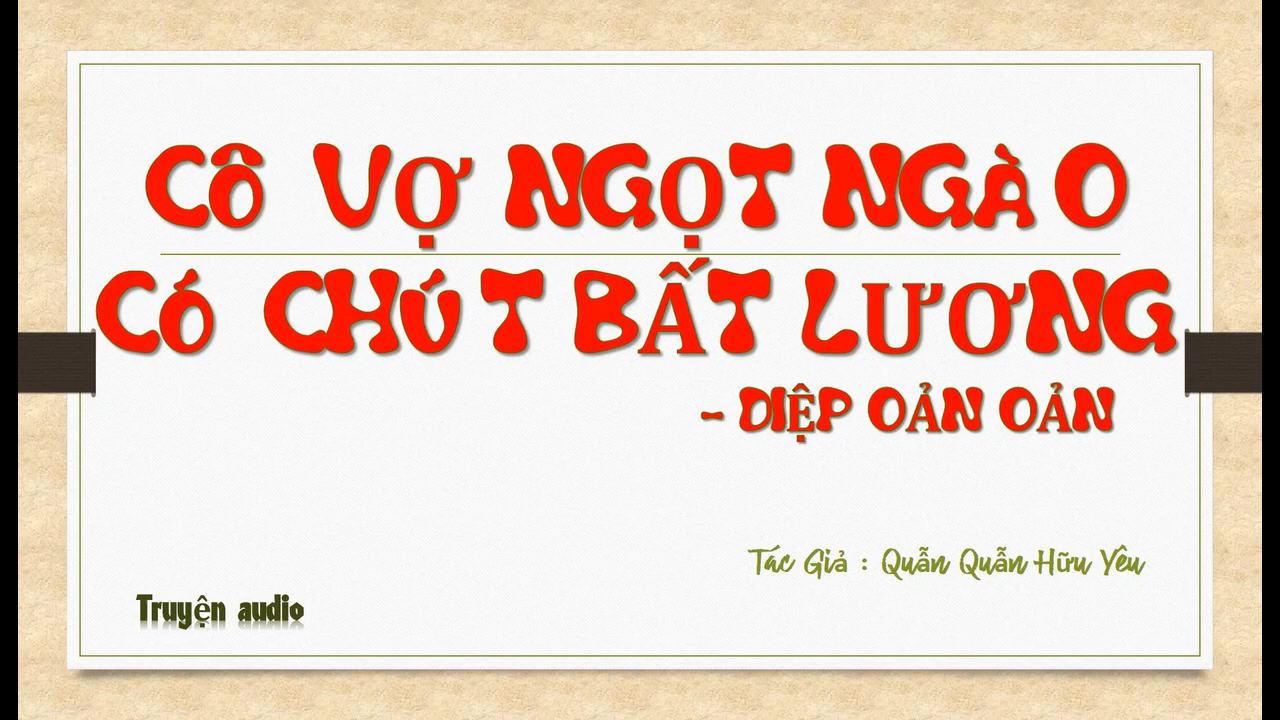 CÔ VỢ NGỌT NGÀO
CÓ CHÚT BẤT LƯƠNG
- DIỆP OẢN OẢN
Tác Giả : Quẫn Quẫn Hữu Yêu
Truyện audio